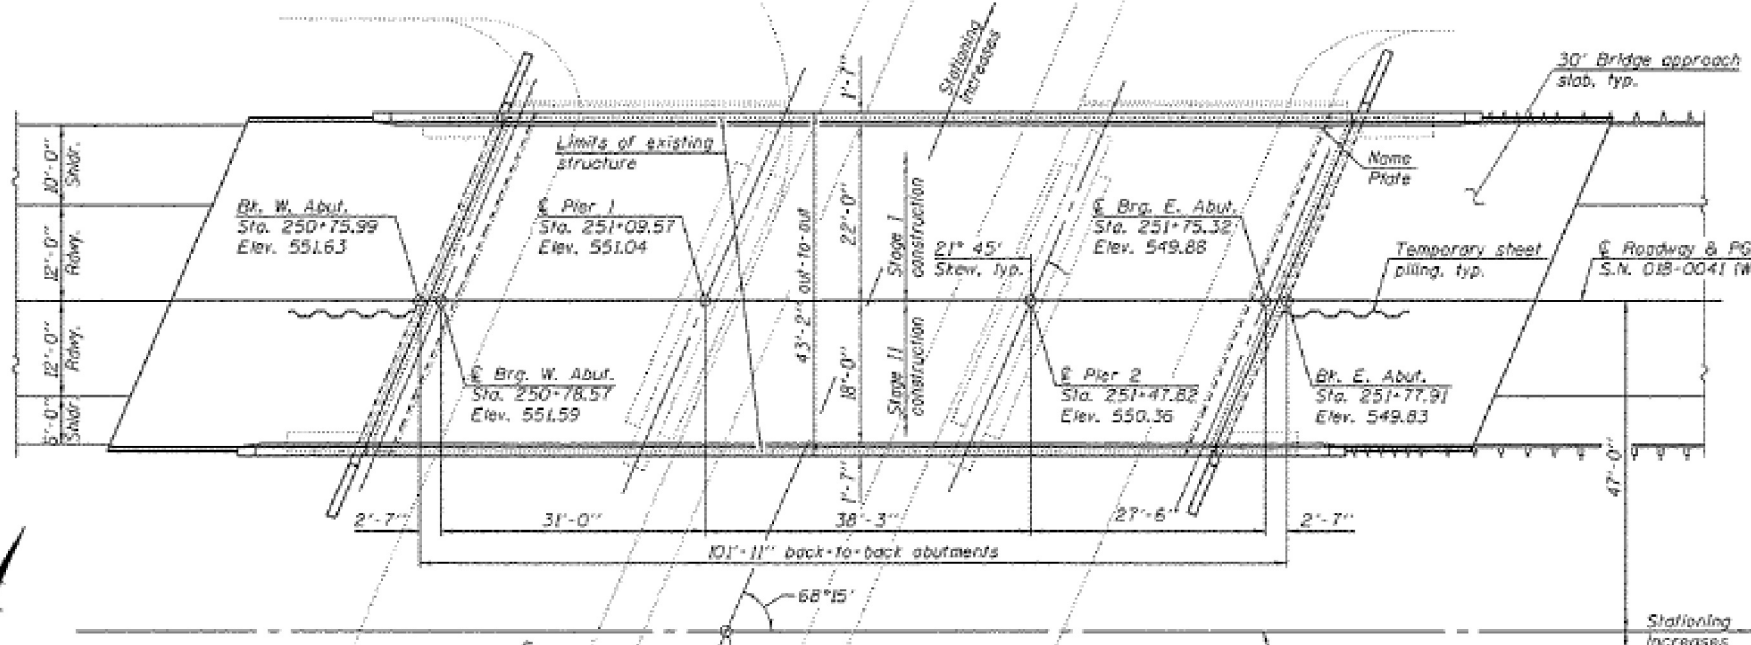 Stationing
Increases
1'-7"
30' Bridge approach
slab, typ.
10'-0"
Shldr.
Limits of existing
structure
Name
Plate
Bk. W. Abut.
Sta. 250+75.99
Elev. 551.63
℄ Pier 1
Sta. 251+09.57
Elev. 551.04
43'-2" out-to-out
22'-0"
Stage I
construction
21° 45'
Skew, typ.
℄ Brg. E. Abut.
Sta. 251+75.32
Elev. 549.88
Temporary sheet
piling, typ.
℄ Roadway & PG
S.N. 018-0041 (W
12'-0"
Rdwy.
12'-0"
Rdwy.
6'-0"
Shldr.
℄ Brg. W. Abut.
Sta. 250+78.57
Elev. 551.59
18'-0"
Stage II
construction
℄ Pier 2
Sta. 251+47.82
Elev. 550.36
Bk. E. Abut.
Sta. 251+77.91
Elev. 549.83
1'-7"
47'-0"
2'-7"
31'-0"
38'-3"
27'-6"
2'-7"
101'-11" back-to-back abutments
68°15'
Stationing
Increases